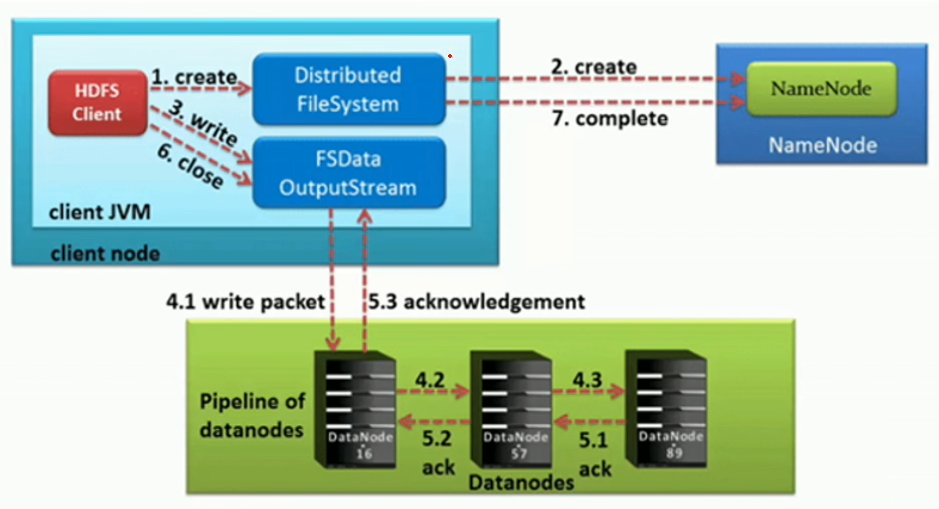 HDFS
Client
1. create
3. write
6. close
Distributed
FileSystem
FSData
OutputStream
client JVM
client node
2. create
7. complete
NameNode
NameNode
4.1 write packet
5.3 acknowledgement
Pipeline of
datanodes
DataNode
16
4.2
5.2
ack
DataNode
57
4.3
5.1
ack
DataNode
89
Datanodes